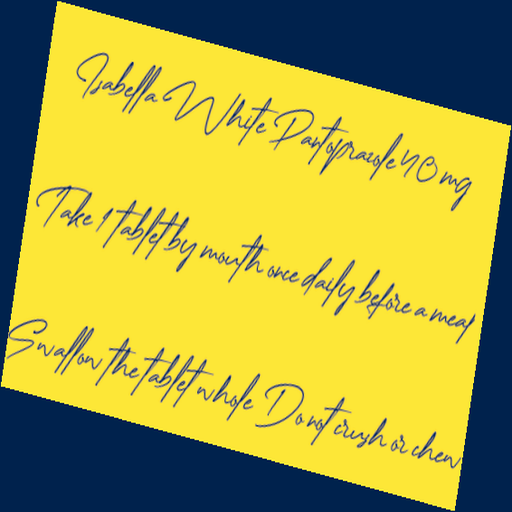 Isabella White Pantoprazole 40 mg
Take 1 tablet by mouth once daily before a meal
Swallow the tablet whole Do not crush or chew